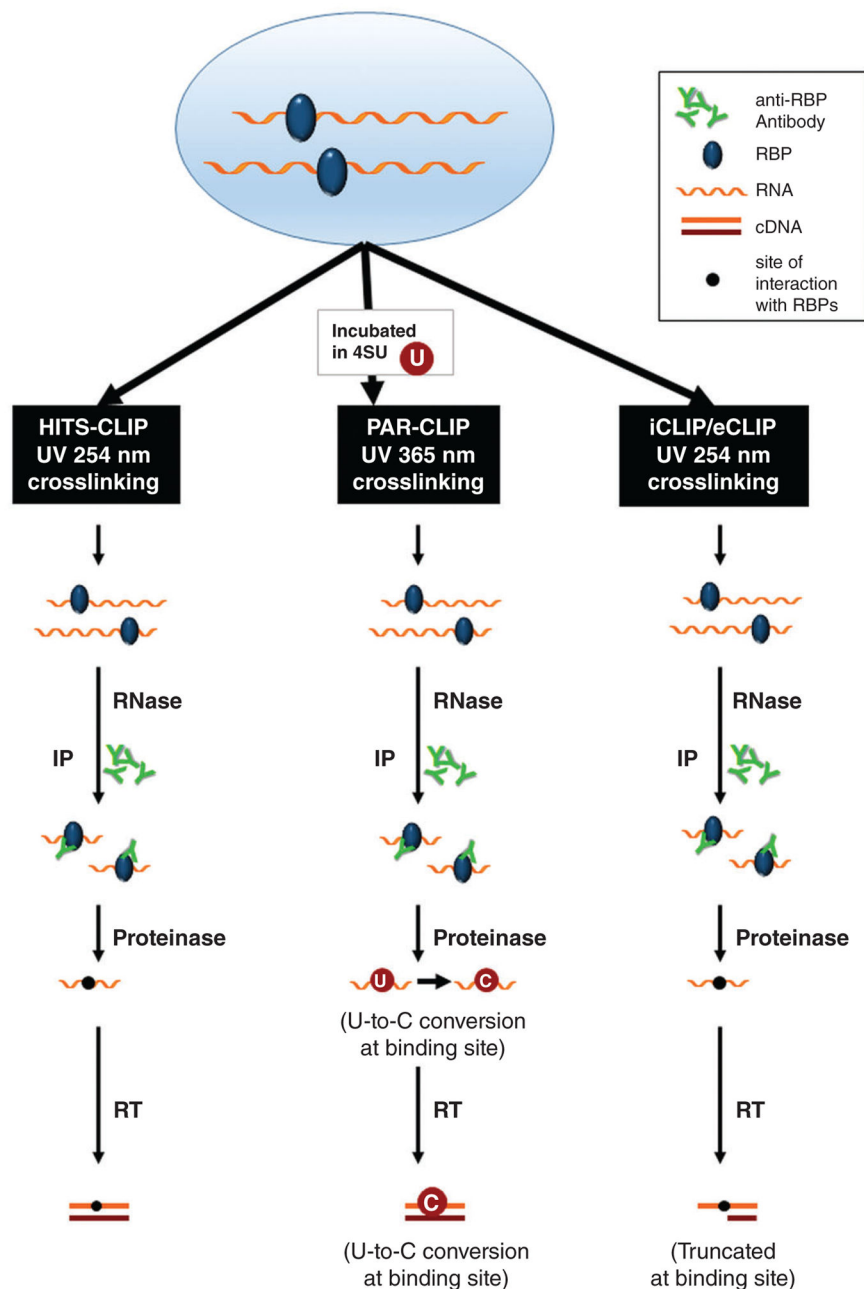 anti-RBP
Antibody
RBP
RNA
cDNA
site of
interaction
with RBPs
Incubated
in 4SU U
HITS-CLIP
UV 254 nm
crosslinking
PAR-CLIP
UV 365 nm
crosslinking
iCLIP/eCLIP
UV 254 nm
crosslinking
RNase
IP
RNase
IP
RNase
IP
Proteinase
Proteinase
Proteinase
U C
(U-to-C conversion
at binding site)
RT
RT
RT
C
(U-to-C conversion
at binding site)
(Truncated
at binding site)